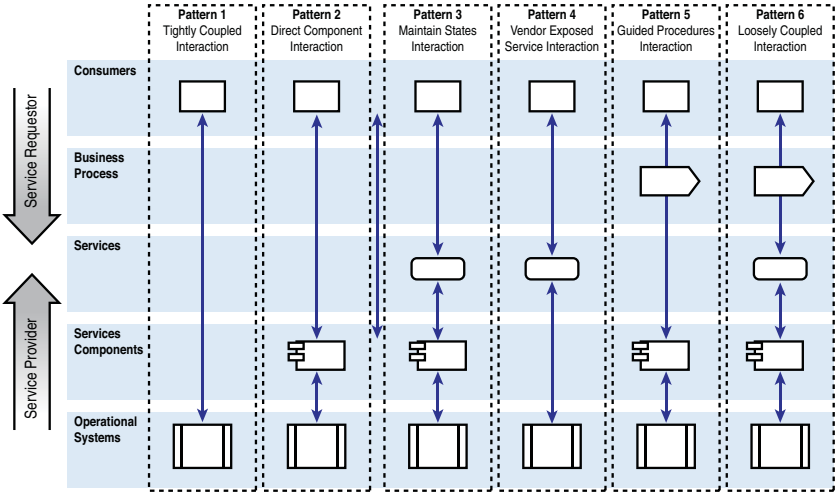 Pattern 1
Tightly Coupled
Interaction
Pattern 2
Direct Component
Interaction
Pattern 3
Maintain States
Interaction
Pattern 4
Vendor Exposed
Service Interaction
Pattern 5
Guided Procedures
Interaction
Pattern 6
Loosely Coupled
Interaction
Service Requestor
Service Provider
Consumers
Business
Process
Services
Services
Components
Operational
Systems